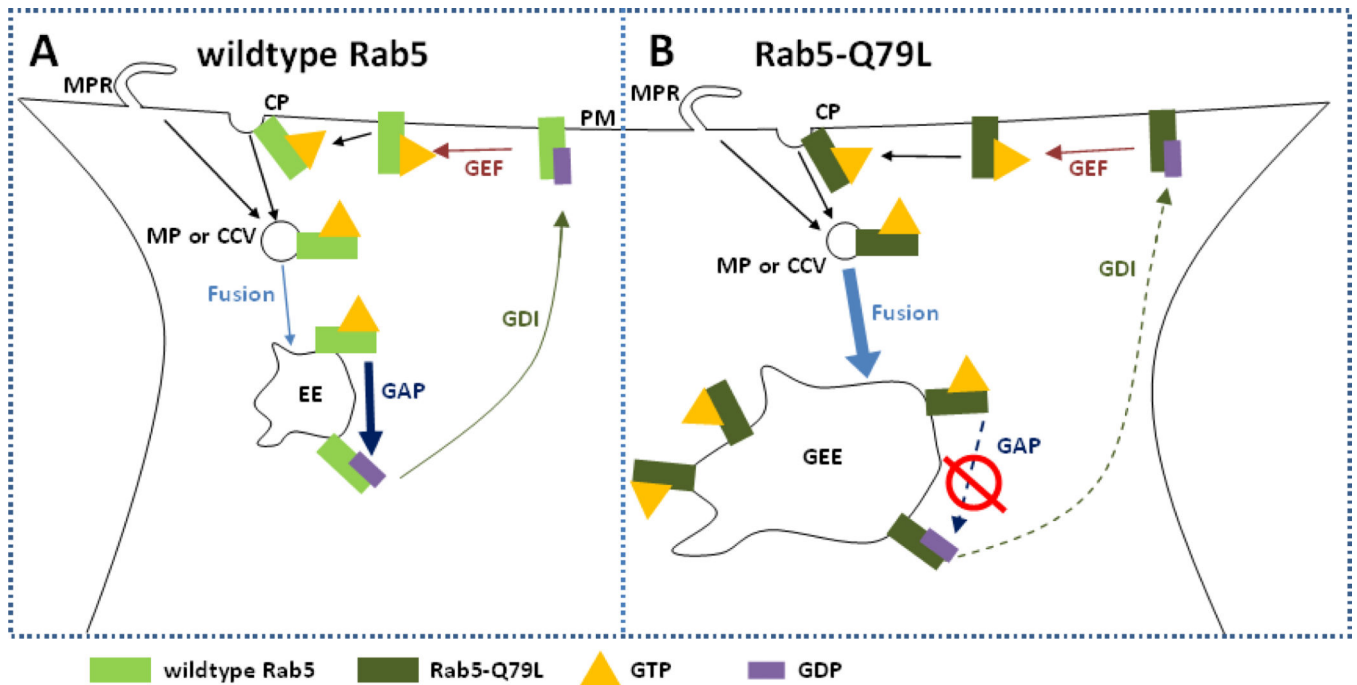 A
wildtype Rab5
MPR
CP
PM
GEF
MP or CCV
Fusion
GDI
EE
GAP
B
Rab5-Q79L
MPR
CP
GEF
MP or CCV
GDI
Fusion
GAP
GEE
wildtype Rab5
Rab5-Q79L
GTP
GDP